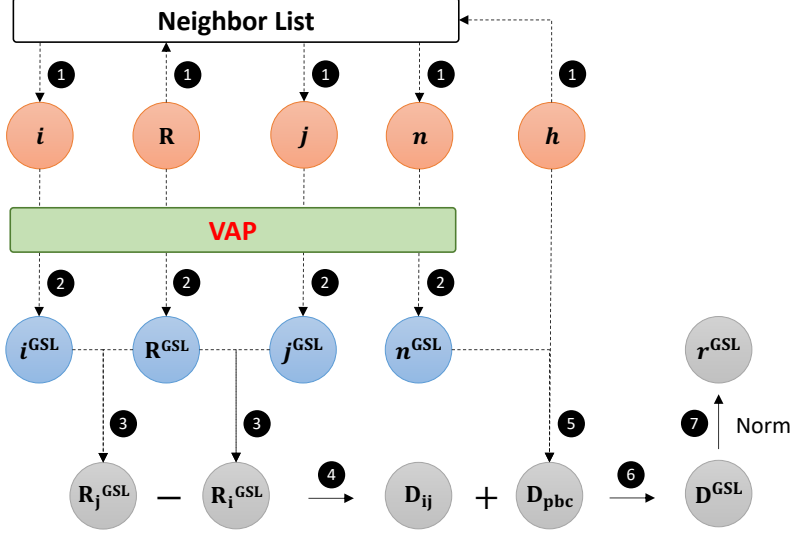 Neighbor List
1 1 1 1 1
i R j n h
VAP
2 2 2 2
i^GSL R^GSL j^GSL n^GSL r^GSL
3 3 5 7 Norm
R_j^GSL − R_i^GSL 4 D_ij + D_pbc 6 D^GSL